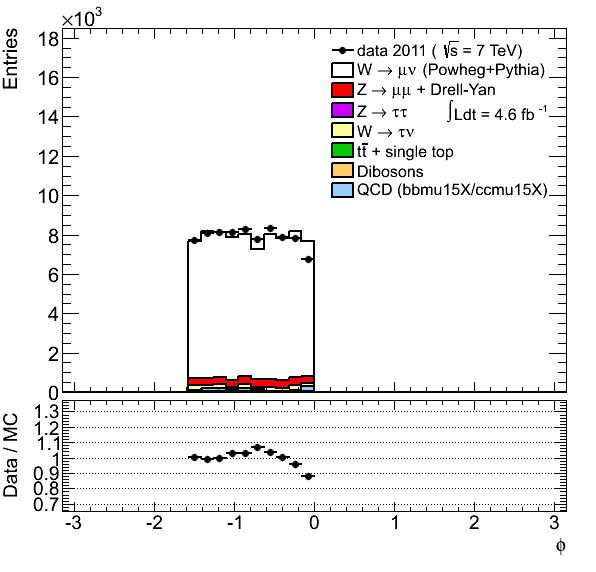 ×10³
Entries
18
16
14
12
10
8
6
4
2
0
data 2011 ( √s = 7 TeV)
W → μν (Powheg+Pythia)
Z → μμ + Drell-Yan
Z → ττ ∫Ldt = 4.6 fb⁻¹
W → τν
tt̅ + single top
Dibosons
QCD (bbmu15X/ccmu15X)
Data / MC
1.3
1.2
1.1
1
0.9
0.8
0.7
-3 -2 -1 0 1 2 3
ϕ